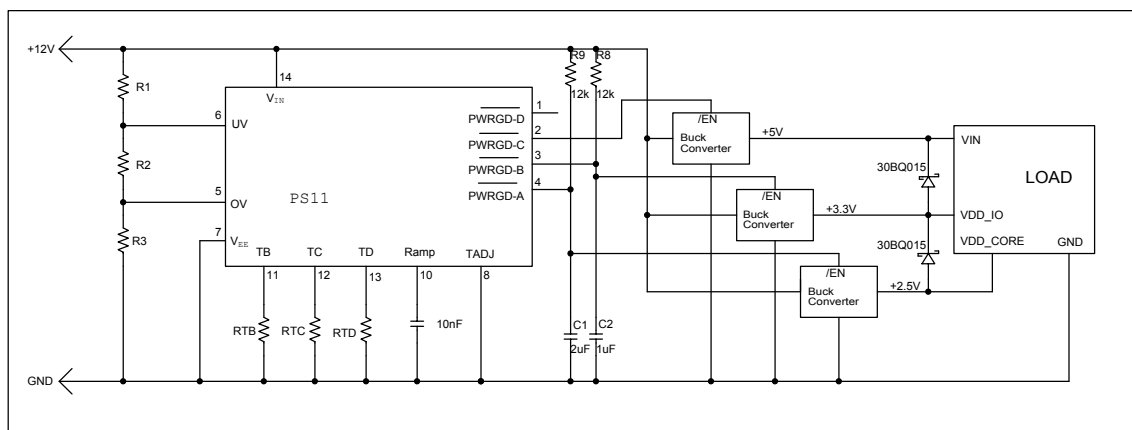 +12V
R9
R8
R1
14
12k
12k
VIN
6
UV
PWRGD-D
1
/EN
PWRGD-C
2
Buck
Converter
+5V
VIN
R2
PWRGD-B
3
30BQ015
LOAD
5
OV
PS11
PWRGD-A
4
/EN
Buck
Converter
+3.3V
VDD_IO
R3
7
VEE
VDD_CORE
GND
TB
TC
TD
Ramp
TADJ
30BQ015
11
12
13
10
8
/EN
Buck
Converter
+2.5V
RTB
RTC
RTD
10nF
C1
C2
2uF
1uF
GND